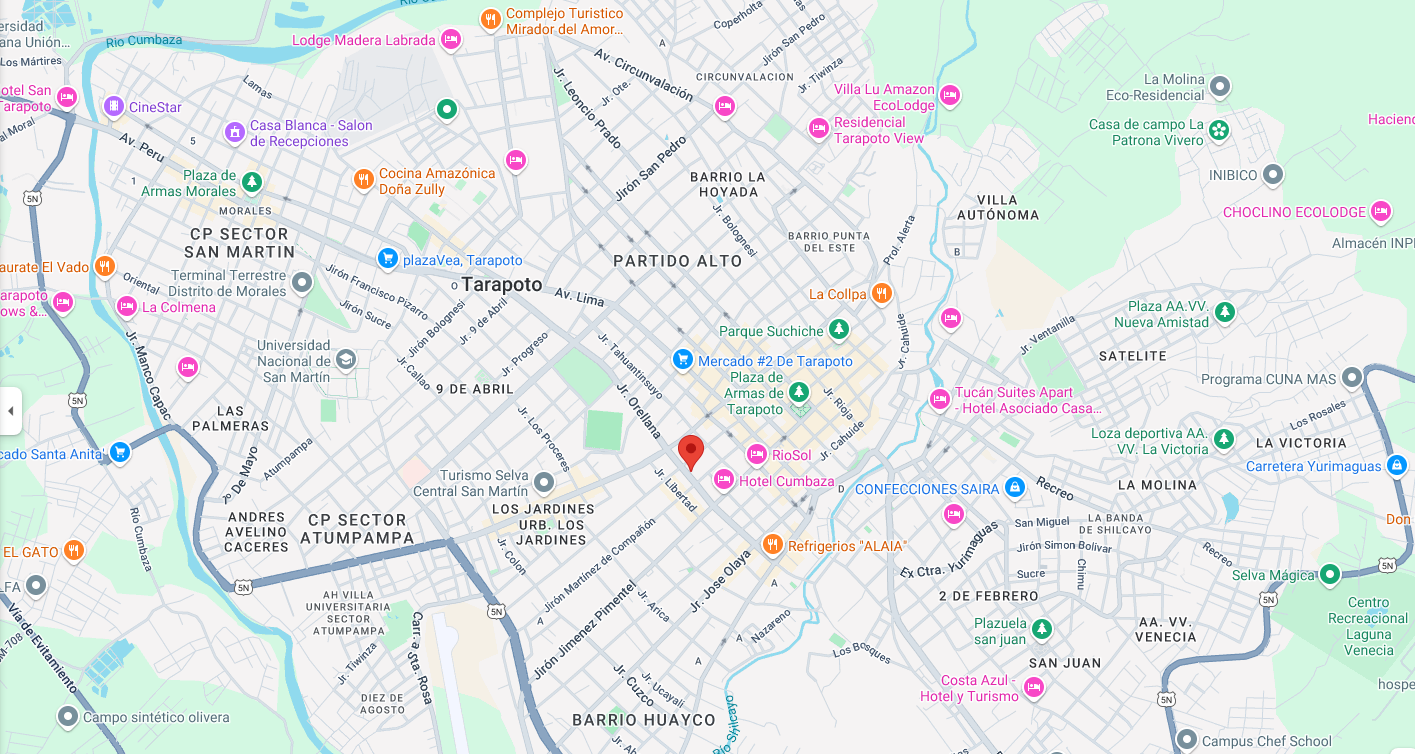 Complejo Turistico
Mirador del Amor...
Lodge Madera Labrada
Rio Cumbaza
Los Mártires
ersidad
ana Unión...
Copperholta
Jirón San Pedro
A
Av. Circunvalación
CIRCUNVALACION
Jr. Tiwinza
Jr. Ote.
Jr. Leoncio Prado
Lamas
otel San
arapoto
CineStar
Casa Blanca - Salon
de Recepciones
Av. Peru
5
1
Villa Lu Amazon
EcoLodge
Residencial
Tarapoto View
La Molina
Eco-Residencial
Casa de campo La
Patrona Vivero
Haciend
INIBICO
CHOCLINO ECOLODGE
Almacén INPE
Plaza de
Armas Morales
MORALES
Cocina Amazónica
Doña Zully
Jirón San Pedro
BARRIO LA
HOYADA
Jr. Bolognesi
BARRIO PUNTA
DEL ESTE
Prol. Alerta
VILLA
AUTÓNOMA
B
CP SECTOR
SAN MARTIN
5N
aurate El Vado
plazaVea, Tarapoto
PARTIDO ALTO
Tarapoto
Av. Lima
Terminal Terrestre
Distrito de Morales
Oriental
Jirón Francisco Pizarro
Jirón Sucre
Jirón Bolognesi
Jr. 9 de Abril
Jr. Callao
Jr. Progreso
arapoto
ows &...
La Colmena
Jr. Manco Capac
La Collpa
Parque Suchiche
Jr. Cahuide
Plaza AA.VV.
Nueva Amistad
Jr. Ventanilla
SATELITE
Universidad
Nacional de
San Martín
Mercado #2 De Tarapoto
Plaza de
Armas de
Tarapoto
Jr. Rioja
Jr. Cahuide
Jr. Tahuantinsuyo
Jr. Orellana
9 DE ABRIL
Jr. Los Proceres
Tucán Suites Apart
- Hotel Asociado Casa...
Programa CUNA MAS
Los Rosales
Loza deportiva AA.
VV. La Victoria
LA VICTORIA
Carretera Yurimaguas
5N
LAS
PALMERAS
cado Santa Anita
Atumpampa
RioSol
Hotel Cumbaza
D
CONFECCIONES SAIRA
Recreo
LA MOLINA
Turismo Selva
Central San Martín
Jr. Libertad
LOS JARDINES
URB. LOS
JARDINES
Don
Rio Cumbaza
ANDRES
AVELINO
CACERES
CP SECTOR
ATUMPAMPA
EL GATO
Jr. Colon
Jirón Martinez de Compañón
Refrigerios "ALAIA"
San Miguel
Jirón Simon Bolívar
LA BANDA
DE SHILCAYO
Recreo
Ex Ctra. Yurimaguas
Sucre
Chimu
5N
Selva Mágica
5N
LFA
5N
AH VILLA
UNIVERSITARIA
SECTOR
ATUMPAMPA
5N
Jirón Jimenez Pimentel
Jr. Arica
Jr. Jose Olaya
A
A
A
Nazareno
2 DE FEBRERO
Plazuela
san juan
AA. VV.
VENECIA
Centro
Recreacional
Laguna
Venecia
Via de Evitamiento
Jr. Tiwinza
Carr. a Sta. Rosa
Los Bosques
SAN JUAN
Costa Azul -
Hotel y Turismo
5N
hospe
DIEZ DE
AGOSTO
Jr. Cuzco
Jr. Ucayali
BARRIO HUAYCO
Río Shilcayo
Campo sintético olivera
Campus Chef School